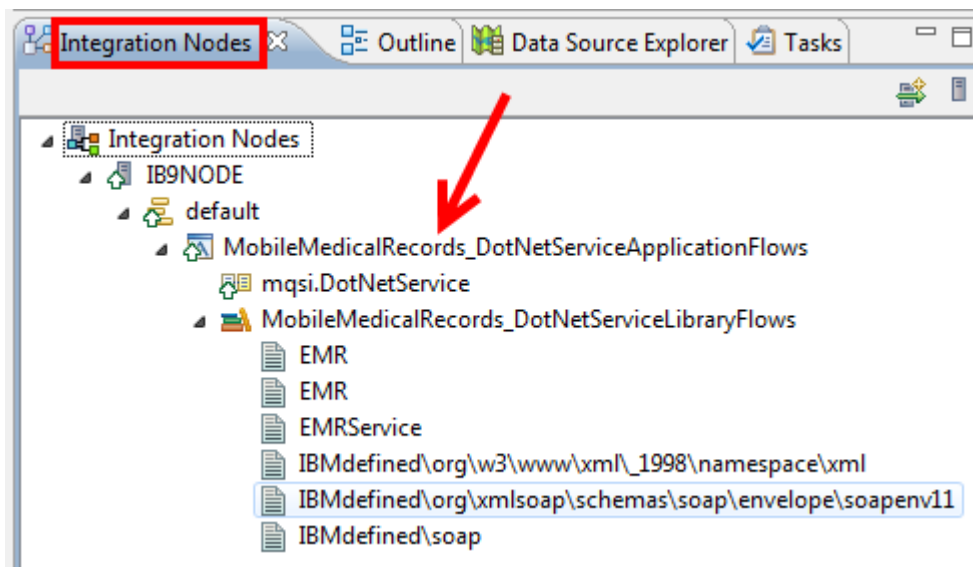 Integration Nodes Outline Data Source Explorer Tasks
Integration Nodes
IB9NODE
default
MobileMedicalRecords_DotNetServiceApplicationFlows
mqsi.DotNetService
MobileMedicalRecords_DotNetServiceLibraryFlows
EMR
EMR
EMRService
IBMdefined\org\w3\www\xml\_1998\namespace\xml
IBMdefined\org\xmlsoap\schemas\soap\envelope\soapenv11
IBMdefined\soap